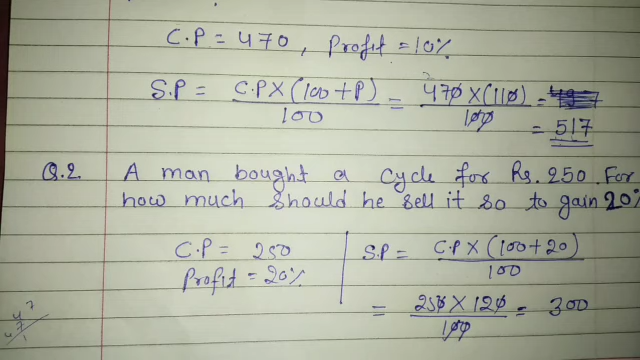 C.P = 470, Profit = 10%
S.P = C.P X (100 + P) / 100 = 470 X (110) / 100 =
= 517
Q.2. A man bought a cycle for Rs. 250. For
how much should he sell it so to gain 20%
C.P = 250
Profit = 20%
S.P = C.P X (100 + 20) / 100
= 250 X 120 / 100 = 300